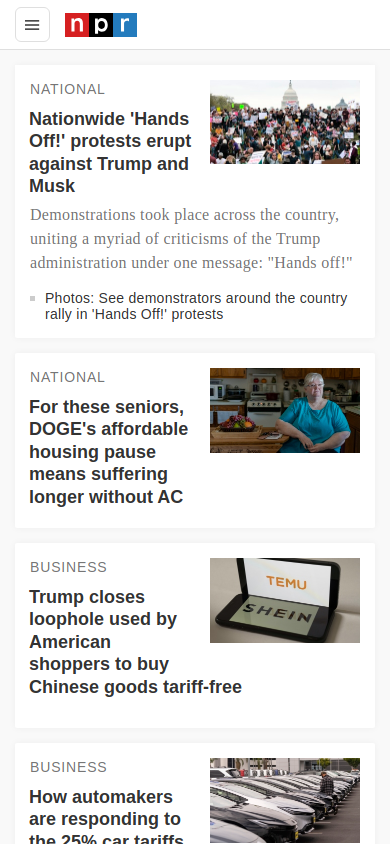 npr
NATIONAL
Nationwide 'Hands
Off!' protests erupt
against Trump and
Musk
Demonstrations took place across the country,
uniting a myriad of criticisms of the Trump
administration under one message: "Hands off!"
Photos: See demonstrators around the country
rally in 'Hands Off!' protests
NATIONAL
For these seniors,
DOGE's affordable
housing pause
means suffering
longer without AC
BUSINESS
Trump closes
loophole used by
American
shoppers to buy
Chinese goods tariff-free
TEMU
SHEIN
BUSINESS
How automakers
are responding to
the 25% car tariffs